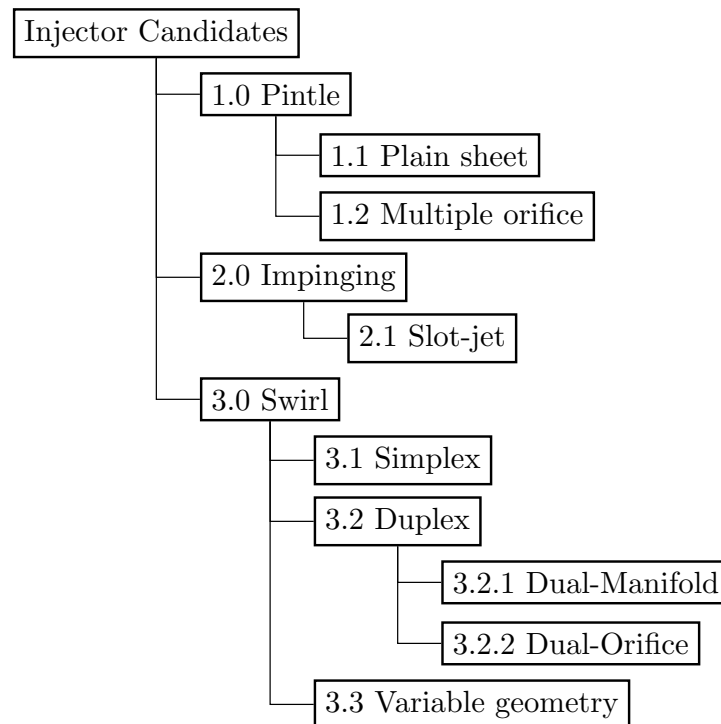 Injector Candidates
1.0 Pintle
1.1 Plain sheet
1.2 Multiple orifice
2.0 Impinging
2.1 Slot-jet
3.0 Swirl
3.1 Simplex
3.2 Duplex
3.2.1 Dual-Manifold
3.2.2 Dual-Orifice
3.3 Variable geometry